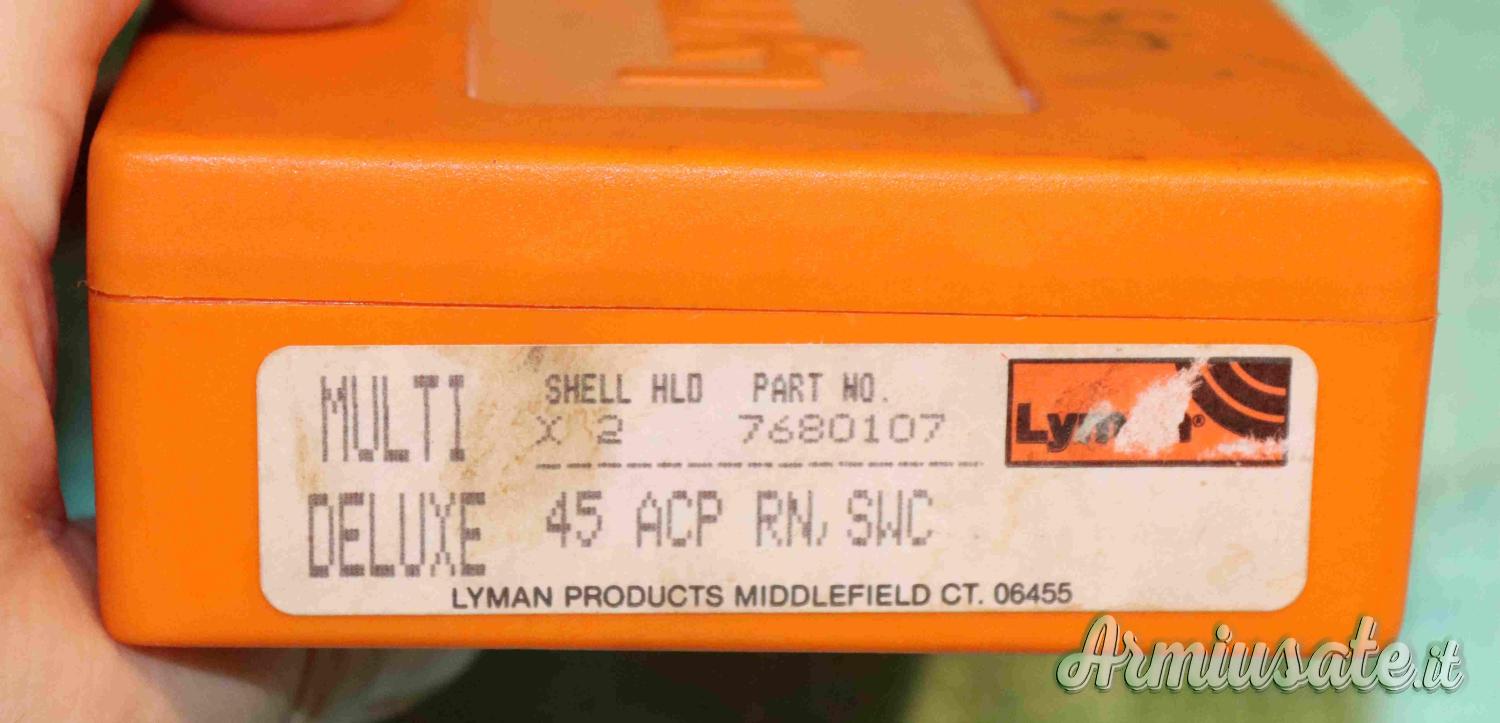 MULTI
SHELL HLD PART NO.
X 2 7680107
Lyman®
DELUXE
45 ACP RN, SWC
LYMAN PRODUCTS MIDDLEFIELD CT. 06455
Armiusate.it